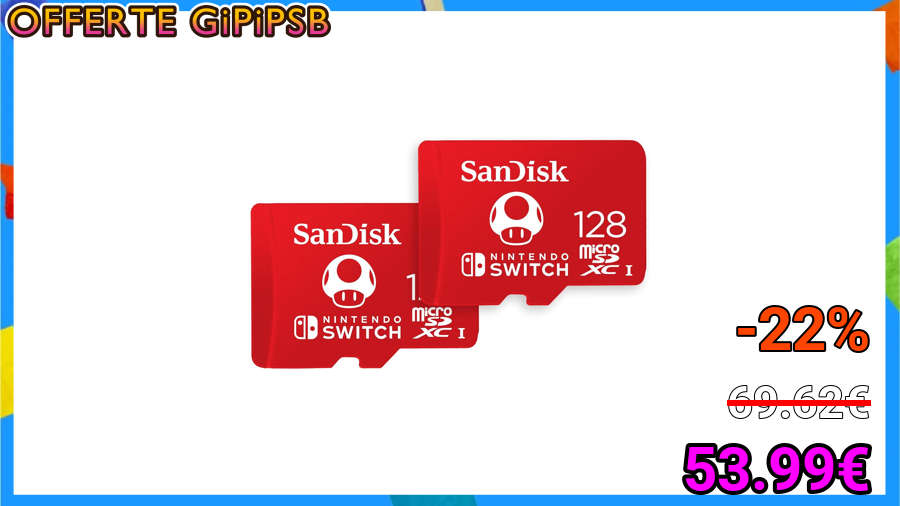 OFFERTE GiPiPSB
SanDisk
128
NINTENDO
SWITCH
micro
SD
XC I
SanDisk
NINTENDO
SWITCH
micro
SD
XC I
-22%
69.62€
53.99€